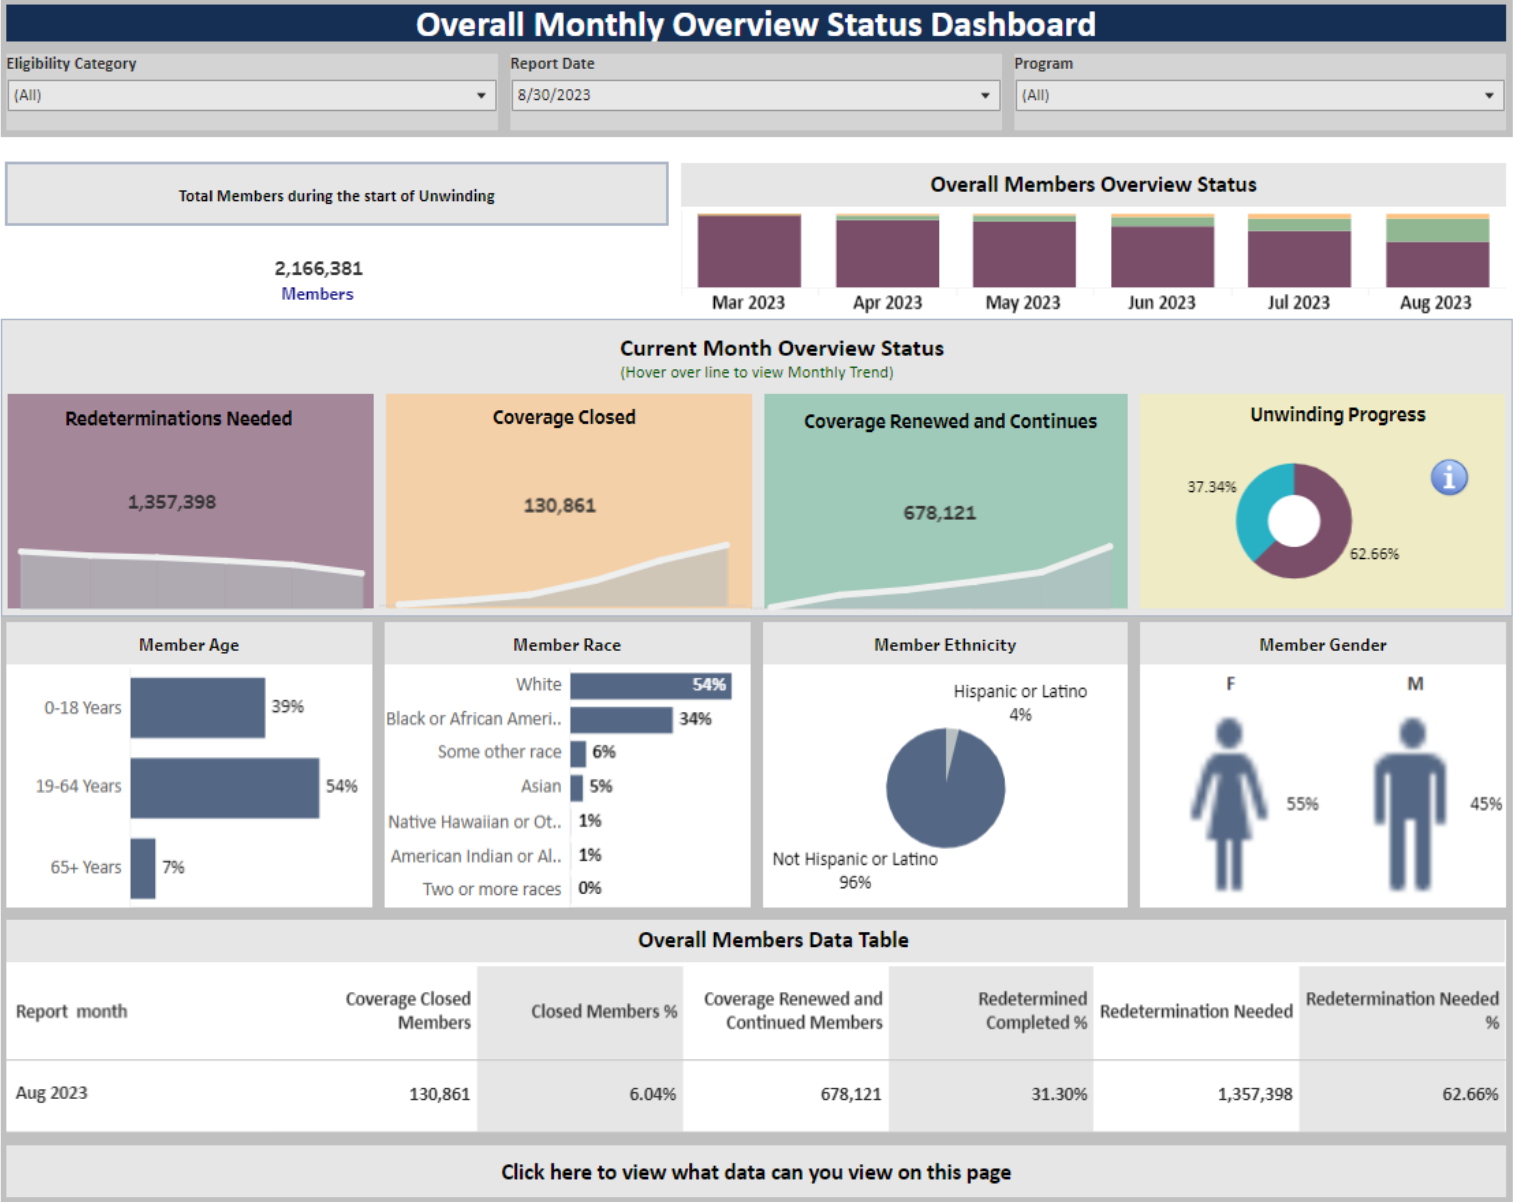 Overall Monthly Overview Status Dashboard
Eligibility Category
Report Date
Program
(All)
8/30/2023
(All)
Total Members during the start of Unwinding
2,166,381
Members
Overall Members Overview Status
Mar 2023
Apr 2023
May 2023
Jun 2023
Jul 2023
Aug 2023
Current Month Overview Status
(Hover over line to view Monthly Trend)
Redeterminations Needed
1,357,398
Coverage Closed
130,861
Coverage Renewed and Continues
678,121
Unwinding Progress
i
37.34%
62.66%
Member Age
0-18 Years
39%
19-64 Years
54%
65+ Years
7%
Member Race
White
54%
Black or African Ameri..
34%
Some other race
6%
Asian
5%
Native Hawaiian or Ot..
1%
American Indian or Al..
1%
Two or more races
0%
Member Ethnicity
Hispanic or Latino
4%
Not Hispanic or Latino
96%
Member Gender
F
M
55%
45%
Overall Members Data Table
Report month
Coverage Closed
Members
Closed Members %
Coverage Renewed and
Continued Members
Redetermined
Completed %
Redetermination Needed
Redetermination Needed
%
Aug 2023
130,861
6.04%
678,121
31.30%
1,357,398
62.66%
Click here to view what data can you view on this page